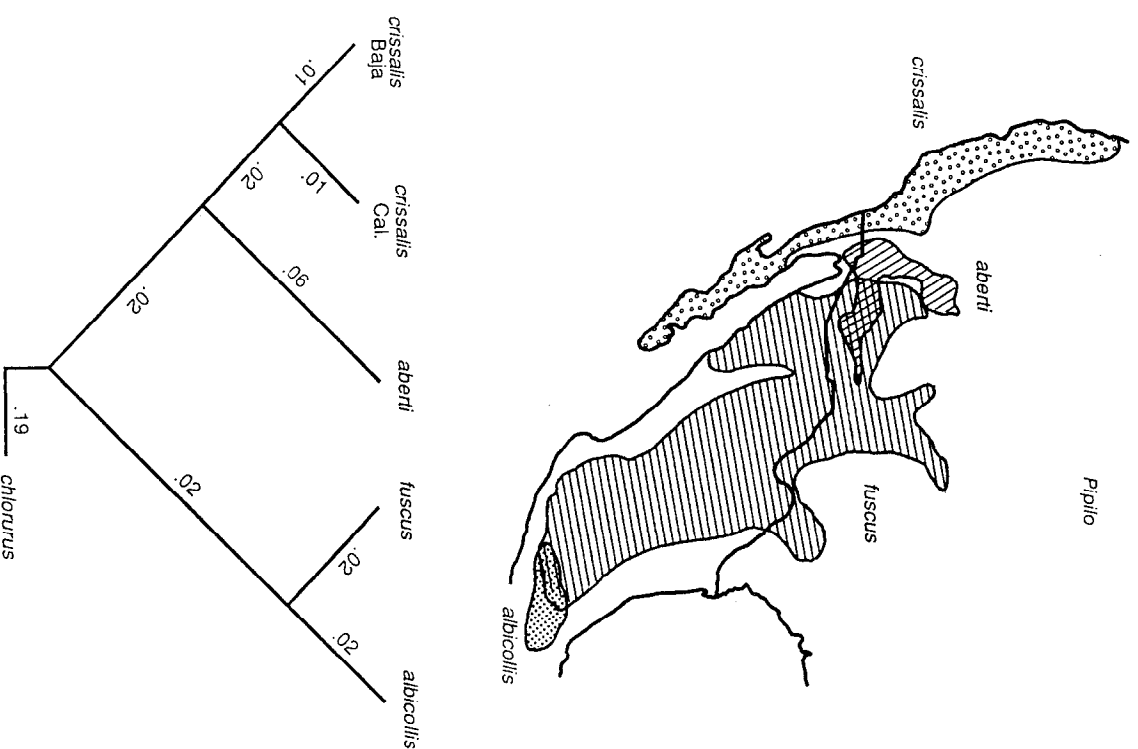 Pipilo
crissalis
aberti
fuscus
albicollis
crissalis
Baja
crissalis
Cal.
aberti
fuscus
albicollis
.01
.01
.02
.06
.02
.02
.02
.02
.19
chlorurus